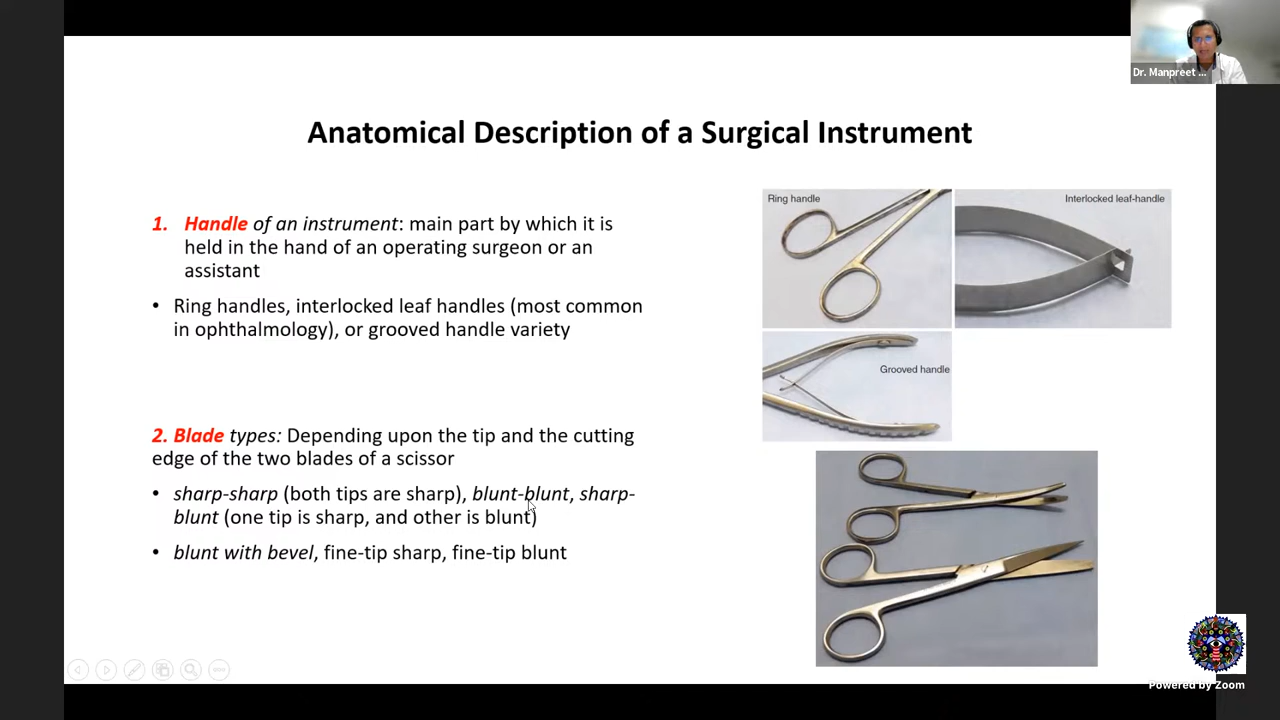 Dr. Manpreet ...
Anatomical Description of a Surgical Instrument
1. Handle of an instrument: main part by which it is
held in the hand of an operating surgeon or an
assistant
• Ring handles, interlocked leaf handles (most common
in ophthalmology), or grooved handle variety
2. Blade types: Depending upon the tip and the cutting
edge of the two blades of a scissor
• sharp-sharp (both tips are sharp), blunt-blunt, sharp-
blunt (one tip is sharp, and other is blunt)
• blunt with bevel, fine-tip sharp, fine-tip blunt
Ring handle
Interlocked leaf-handle
Grooved handle
Powered by Zoom